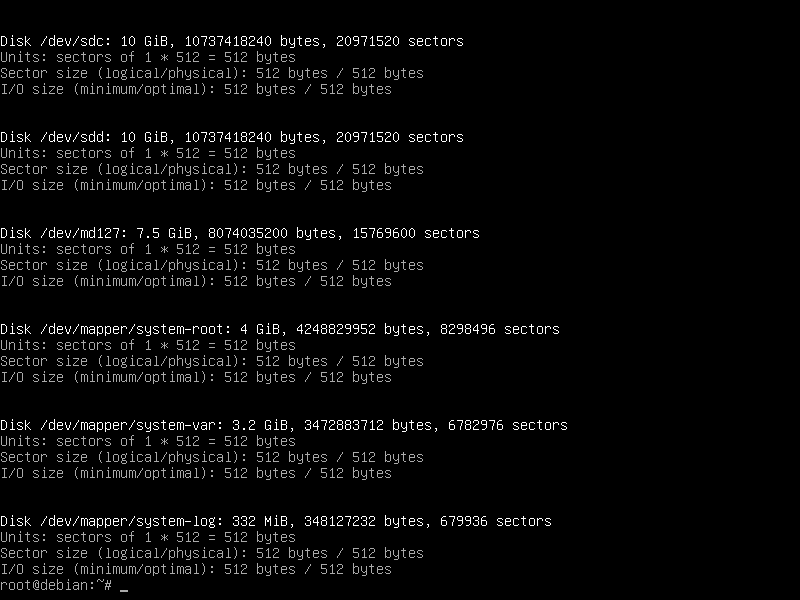 Disk /dev/sdc: 10 GiB, 10737418240 bytes, 20971520 sectors
Units: sectors of 1 * 512 = 512 bytes
Sector size (logical/physical): 512 bytes / 512 bytes
I/O size (minimum/optimal): 512 bytes / 512 bytes
Disk /dev/sdd: 10 GiB, 10737418240 bytes, 20971520 sectors
Units: sectors of 1 * 512 = 512 bytes
Sector size (logical/physical): 512 bytes / 512 bytes
I/O size (minimum/optimal): 512 bytes / 512 bytes
Disk /dev/md127: 7.5 GiB, 8074035200 bytes, 15769600 sectors
Units: sectors of 1 * 512 = 512 bytes
Sector size (logical/physical): 512 bytes / 512 bytes
I/O size (minimum/optimal): 512 bytes / 512 bytes
Disk /dev/mapper/system-root: 4 GiB, 4248829952 bytes, 8298496 sectors
Units: sectors of 1 * 512 = 512 bytes
Sector size (logical/physical): 512 bytes / 512 bytes
I/O size (minimum/optimal): 512 bytes / 512 bytes
Disk /dev/mapper/system-var: 3.2 GiB, 3472883712 bytes, 6782976 sectors
Units: sectors of 1 * 512 = 512 bytes
Sector size (logical/physical): 512 bytes / 512 bytes
I/O size (minimum/optimal): 512 bytes / 512 bytes
Disk /dev/mapper/system-log: 332 MiB, 348127232 bytes, 679936 sectors
Units: sectors of 1 * 512 = 512 bytes
Sector size (logical/physical): 512 bytes / 512 bytes
I/O size (minimum/optimal): 512 bytes / 512 bytes
root@debian:~# _